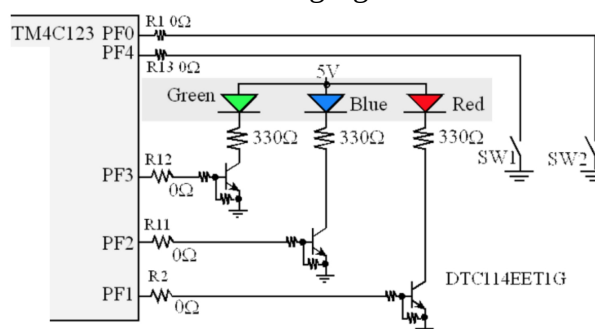 R1 0Ω
TM4C123 PF0
PF4
R13 0Ω
5V
Green
Blue
Red
330Ω
330Ω
330Ω
SW1
SW2
R12
PF3
0Ω
R11
PF2
0Ω
R2
DTC114EET1G
PF1
0Ω